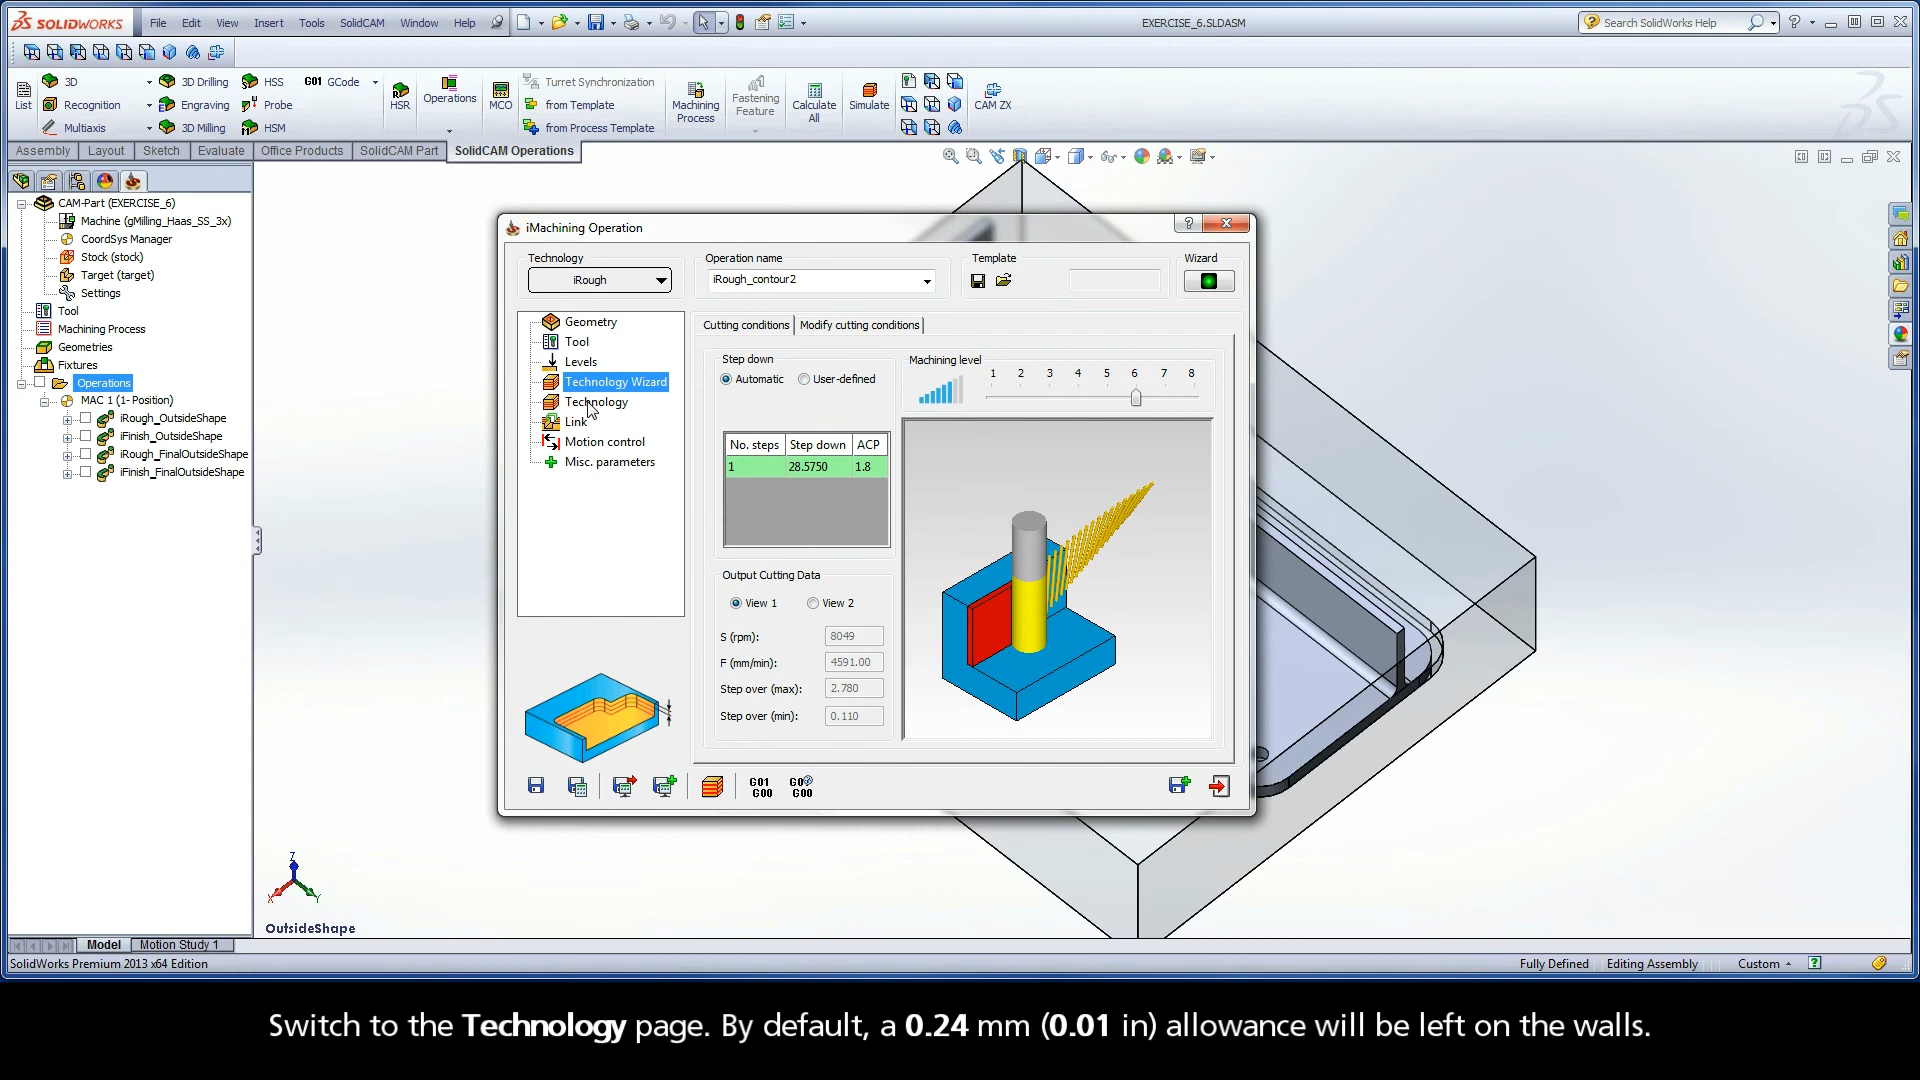 SOLIDWORKS File Edit View Insert Tools SolidCAM Window Help EXERCISE_6.SLDASM Search SolidWorks Help
3D 3D Drilling HSS G01 GCode Turret Synchronization
List Recognition Engraving Probe HSR Operations MCO from Template Machining Process Fastening Feature Calculate All Simulate CAM ZX
Multiaxis 3D Milling HSM from Process Template
Assembly Layout Sketch Evaluate Office Products SolidCAM Part SolidCAM Operations
CAM-Part (EXERCISE_6)
Machine (gMilling_Haas_SS_3x)
CoordSys Manager
Stock (stock)
Target (target)
Settings
Tool
Machining Process
Geometries
Fixtures
Operations
MAC 1 (1- Position)
iRough_OutsideShape
iFinish_OutsideShape
iRough_FinalOutsideShape
iFinish_FinalOutsideShape
iMachining Operation
Technology Operation name Template Wizard
iRough iRough_contour2
Geometry
Tool
Levels
Technology Wizard
Technology
Link
Motion control
Misc. parameters
Cutting conditions Modify cutting conditions
Step down Machining level
Automatic User-defined 1 2 3 4 5 6 7 8
No. steps Step down ACP
1 28.5750 1.8
Output Cutting Data
View 1 View 2
S (rpm): 8049
F (mm/min): 4591.00
Step over (max): 2.780
Step over (min): 0.110
G01 G00
G00
Z
X Y
OutsideShape
Model Motion Study 1
SolidWorks Premium 2013 x64 Edition Fully Defined Editing Assembly Custom
Switch to the Technology page. By default, a 0.24 mm (0.01 in) allowance will be left on the walls.